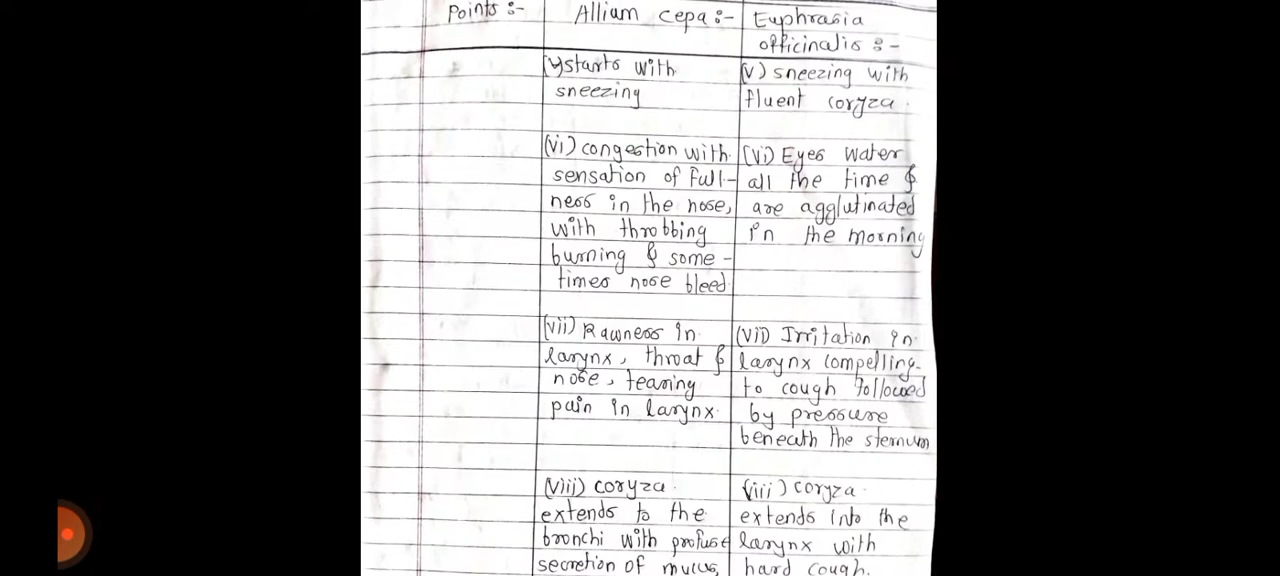 Points :-
Allium cepa :-
Euphrasia
officinalis :-
(v) starts with
sneezing
(vi) congestion with
sensation of full-
ness in the nose,
with throbbing
burning & some-
times nose bleed
(vii) Rawness in
larynx, throat &
nose, tearing
pain in larynx.
(viii) coryza
extends to the
bronchi with profuse
secretion of mucus,
(v) sneezing with
fluent coryza.
(vi) Eyes water
all the time &
are agglutinated
in the morning
(vii) Irritation in
larynx compelling
to cough followed
by pressure
beneath the sternum
(viii) coryza
extends into the
larynx with
hard cough.